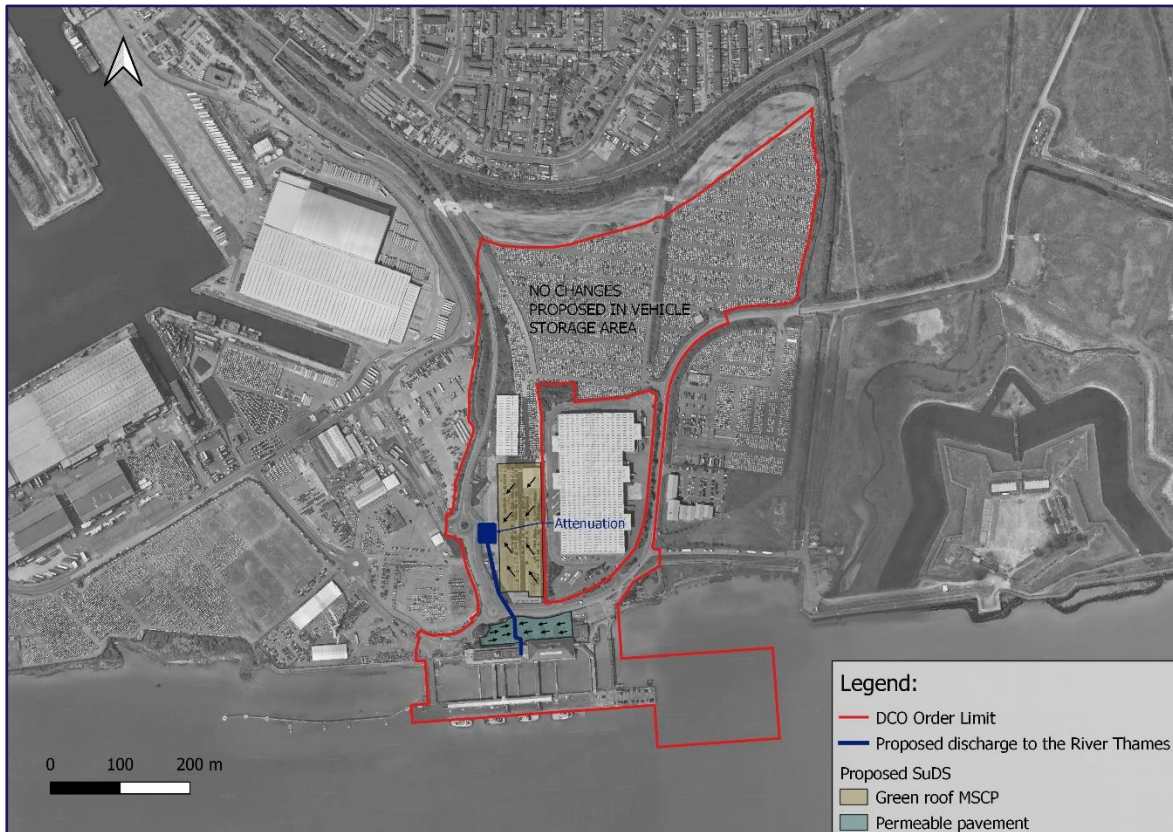 NO CHANGES
PROPOSED IN VEHICLE
STORAGE AREA
Attenuation
Legend:
DCO Order Limit
Proposed discharge to the River Thames
Proposed SuDS
Green roof MSCP
Permeable pavement
0 100 200 m